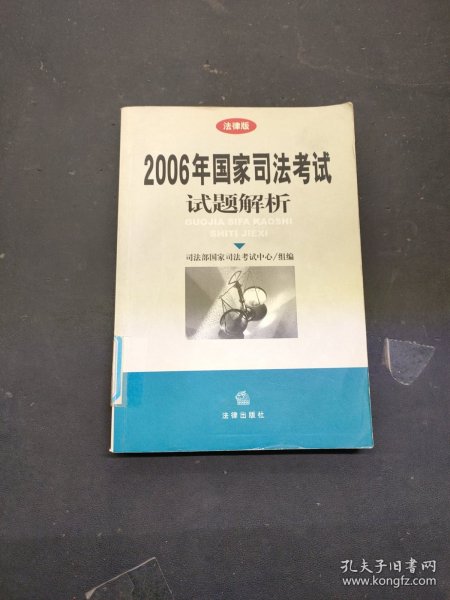 法律版
2006年国家司法考试
试题解析
GUOJIA SIFA KAOSHI
SHITI JIEXI
司法部国家司法考试中心/组编
法律出版社
孔夫子旧书网
www.kongfz.com